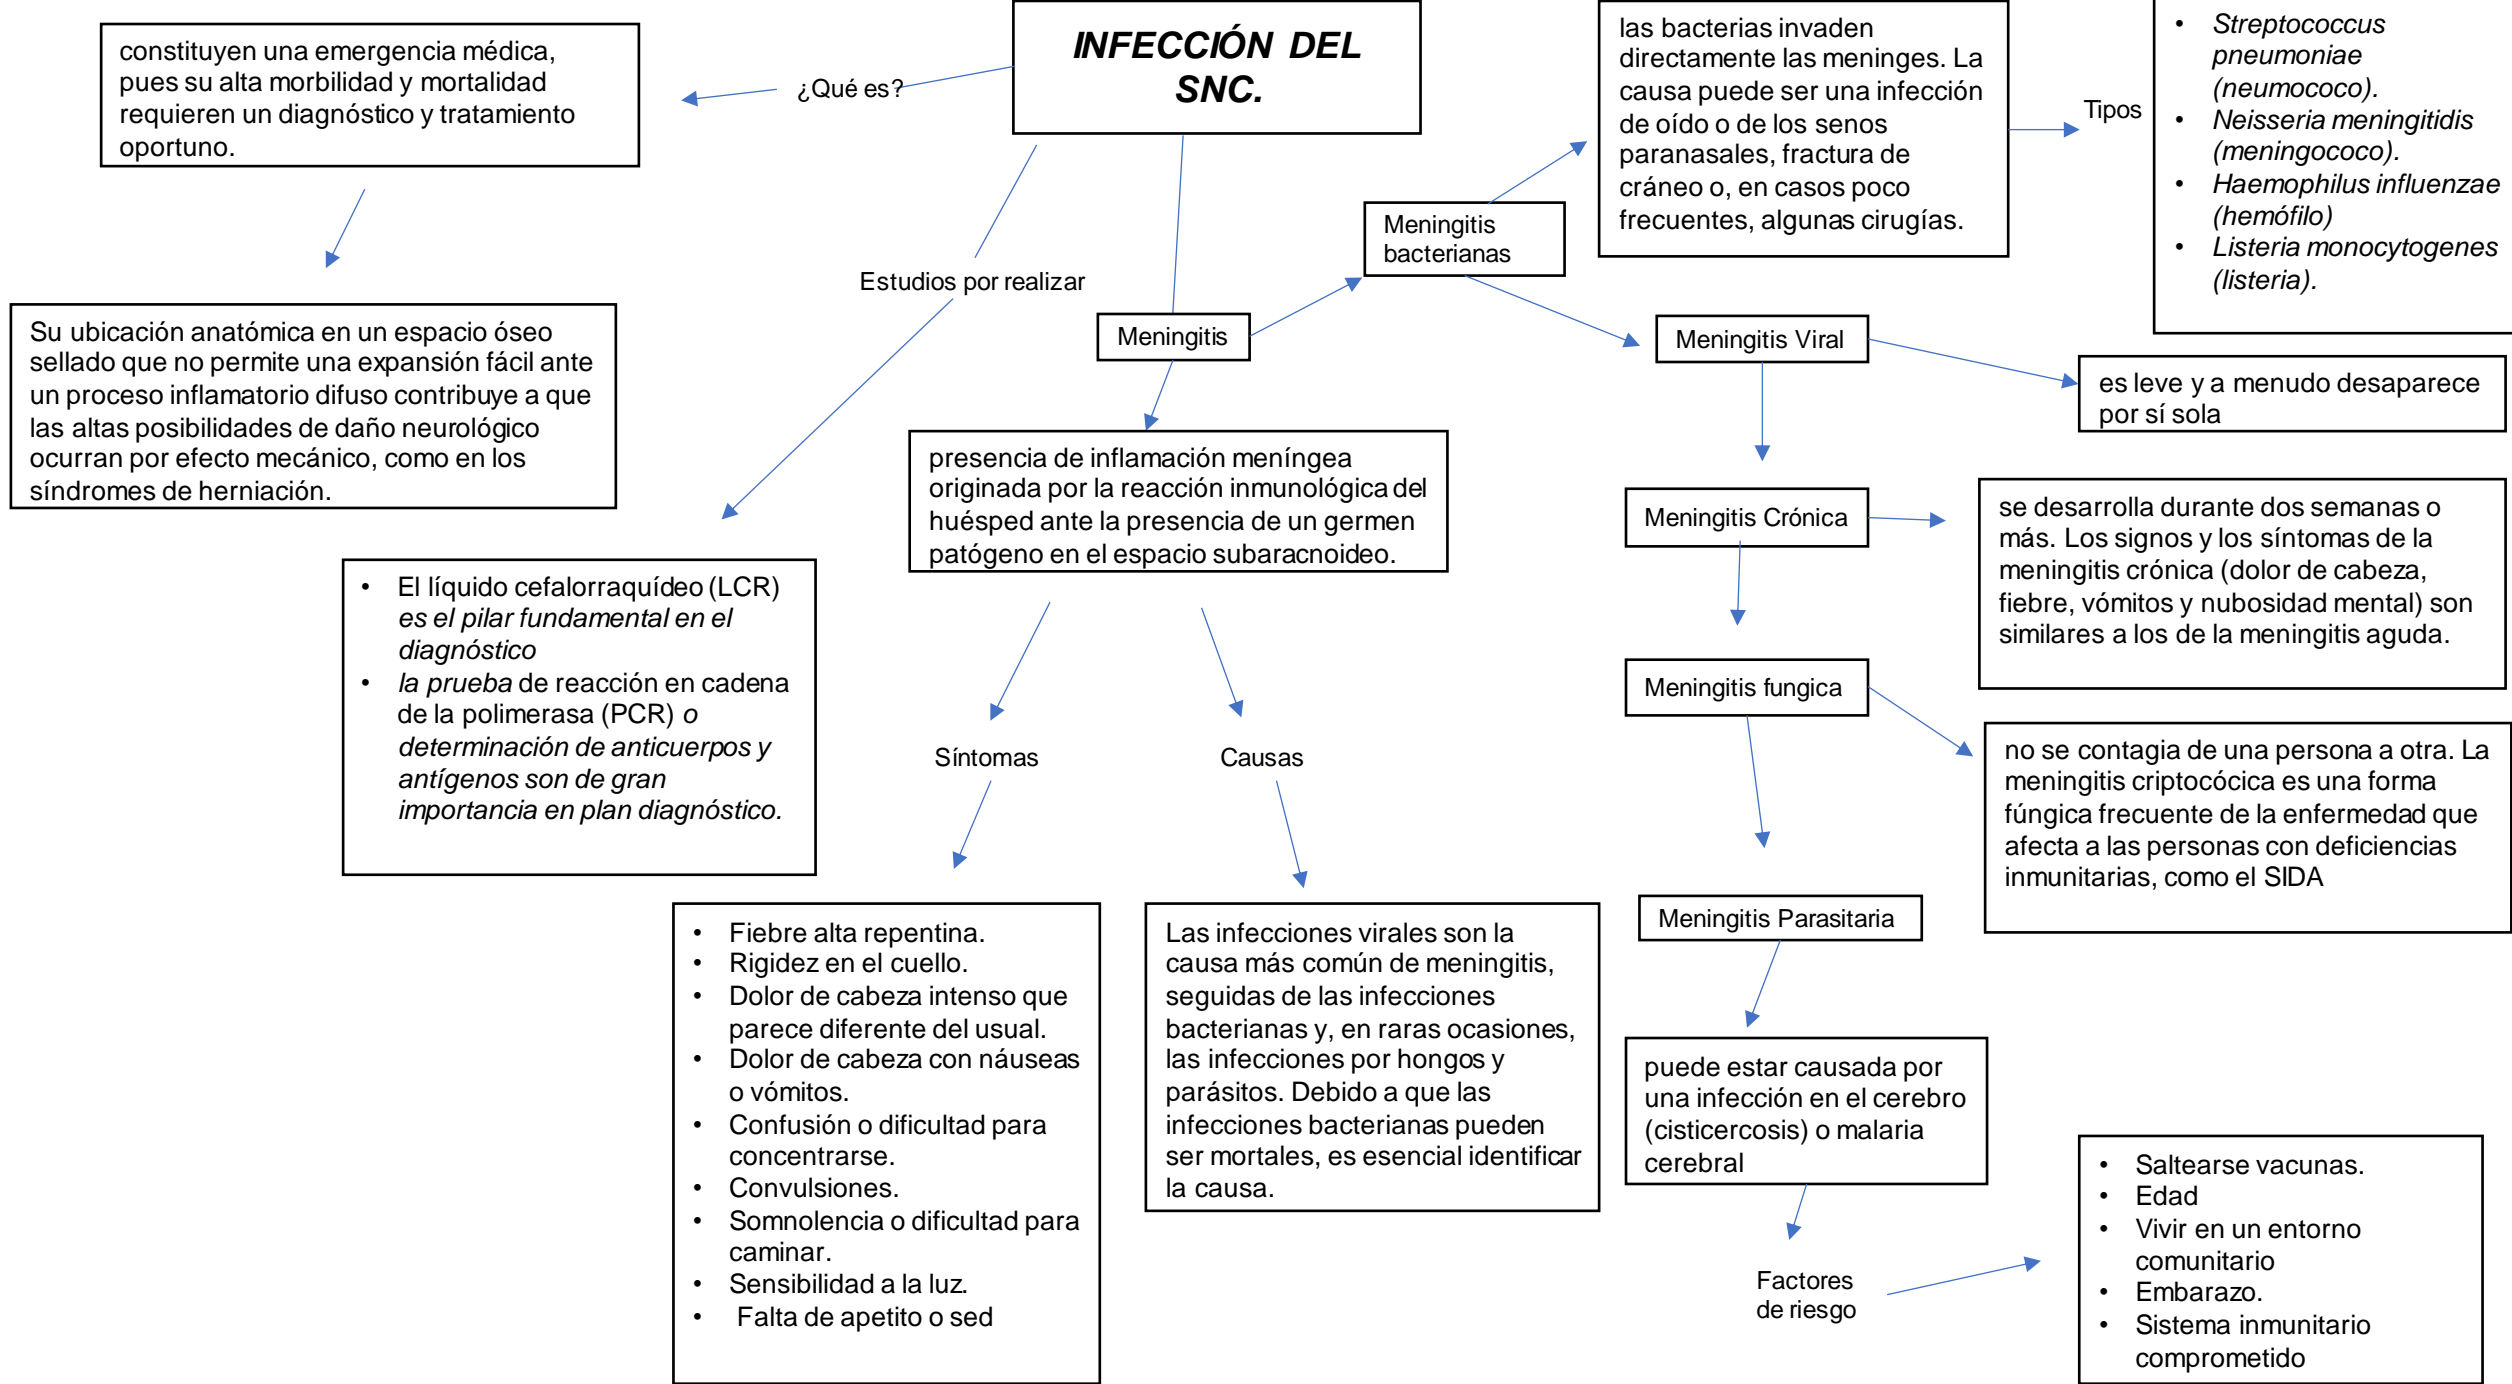 INFECCIÓN DEL
SNC.
¿Qué es?
constituyen una emergencia médica,
pues su alta morbilidad y mortalidad
requieren un diagnóstico y tratamiento
oportuno.
Su ubicación anatómica en un espacio óseo
sellado que no permite una expansión fácil ante
un proceso inflamatorio difuso contribuye a que
las altas posibilidades de daño neurológico
ocurran por efecto mecánico, como en los
síndromes de herniación.
Estudios por realizar
• El líquido cefalorraquídeo (LCR)
es el pilar fundamental en el
diagnóstico
• la prueba de reacción en cadena
de la polimerasa (PCR) o
determinación de anticuerpos y
antígenos son de gran
importancia en plan diagnóstico.
Meningitis
presencia de inflamación meníngea
originada por la reacción inmunológica del
huésped ante la presencia de un germen
patógeno en el espacio subaracnoideo.
Síntomas
• Fiebre alta repentina.
• Rigidez en el cuello.
• Dolor de cabeza intenso que
parece diferente del usual.
• Dolor de cabeza con náuseas
o vómitos.
• Confusión o dificultad para
concentrarse.
• Convulsiones.
• Somnolencia o dificultad para
caminar.
• Sensibilidad a la luz.
• Falta de apetito o sed
Causas
Las infecciones virales son la
causa más común de meningitis,
seguidas de las infecciones
bacterianas y, en raras ocasiones,
las infecciones por hongos y
parásitos. Debido a que las
infecciones bacterianas pueden
ser mortales, es esencial identificar
la causa.
Meningitis
bacterianas
las bacterias invaden
directamente las meninges. La
causa puede ser una infección
de oído o de los senos
paranasales, fractura de
cráneo o, en casos poco
frecuentes, algunas cirugías.
Tipos
• Streptococcus
pneumoniae
(neumococo).
• Neisseria meningitidis
(meningococo).
• Haemophilus influenzae
(hemófilo)
• Listeria monocytogenes
(listeria).
Meningitis Viral
es leve y a menudo desaparece
por sí sola
Meningitis Crónica
se desarrolla durante dos semanas o
más. Los signos y los síntomas de la
meningitis crónica (dolor de cabeza,
fiebre, vómitos y nubosidad mental) son
similares a los de la meningitis aguda.
Meningitis fungica
no se contagia de una persona a otra. La
meningitis criptocócica es una forma
fúngica frecuente de la enfermedad que
afecta a las personas con deficiencias
inmunitarias, como el SIDA
Meningitis Parasitaria
puede estar causada por
una infección en el cerebro
(cisticercosis) o malaria
cerebral
Factores
de riesgo
• Saltearse vacunas.
• Edad
• Vivir en un entorno
comunitario
• Embarazo.
• Sistema inmunitario
comprometido